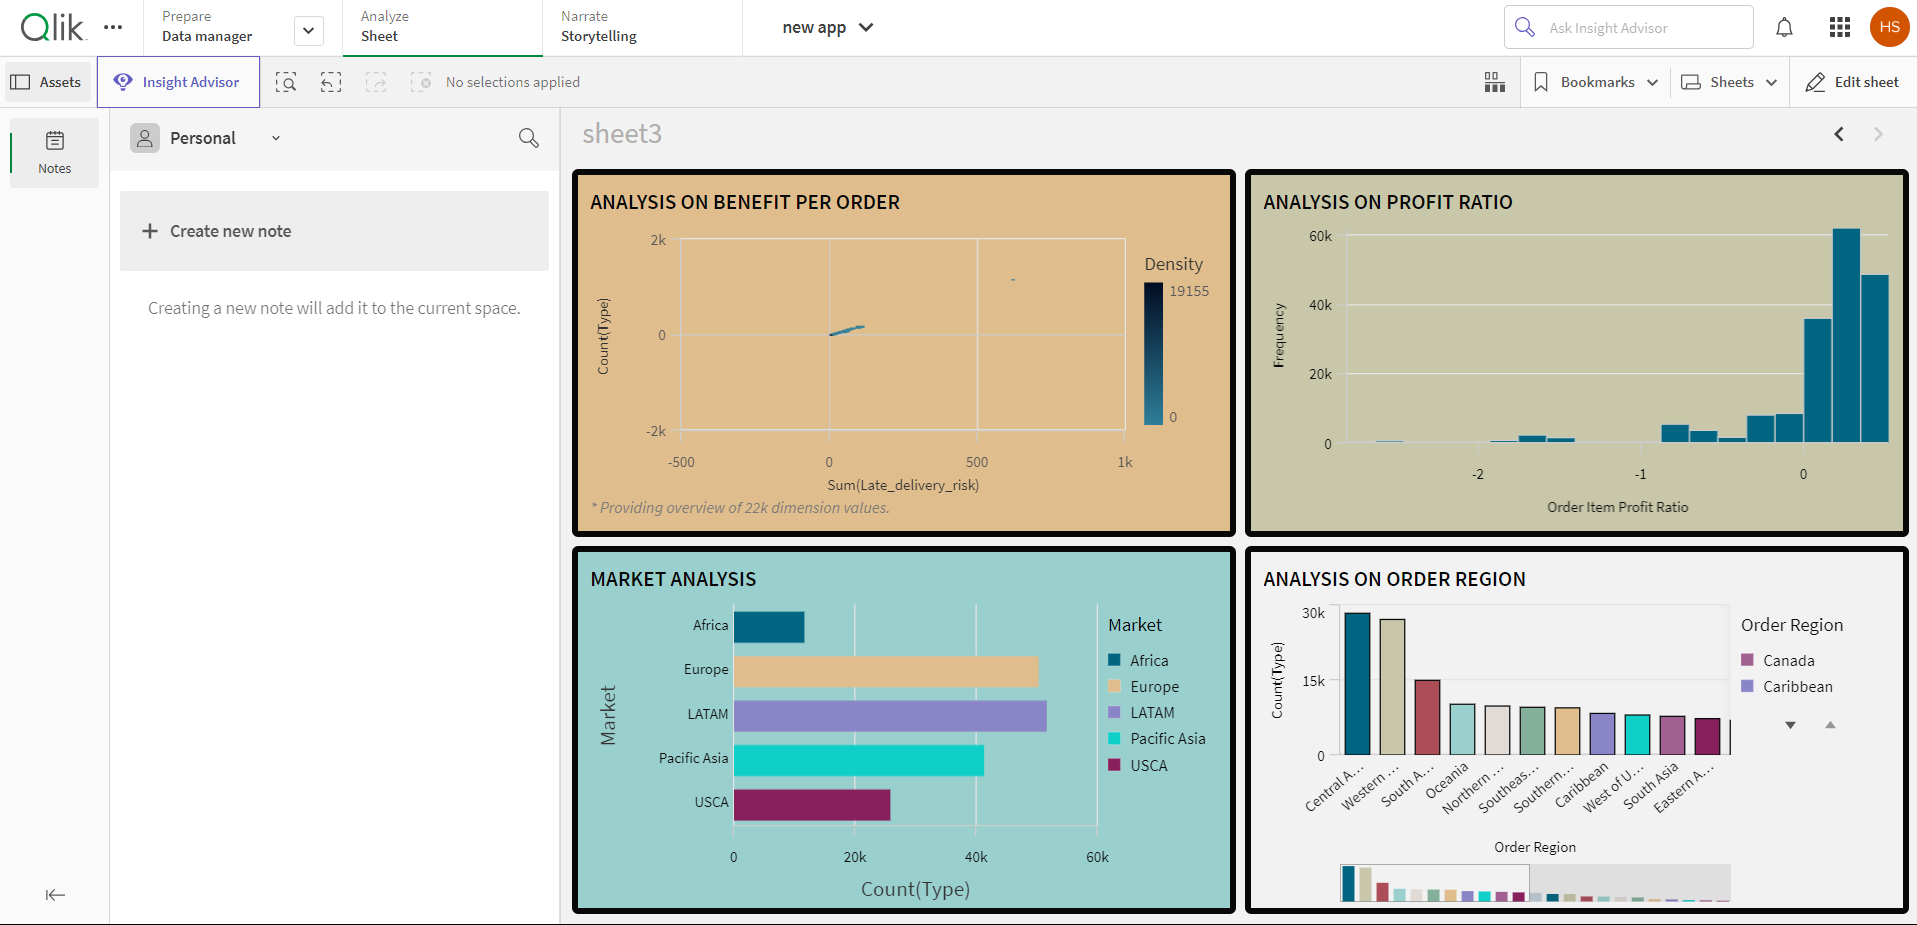 Qlik
Prepare
Data manager
Analyze
Sheet
Narrate
Storytelling
new app
Ask Insight Advisor
HS
Assets
Insight Advisor
No selections applied
Bookmarks
Sheets
Edit sheet
Notes
Personal
Create new note
Creating a new note will add it to the current space.
sheet3
ANALYSIS ON BENEFIT PER ORDER
2k
0
-2k
Count(Type)
-500
0
500
1k
Sum(Late_delivery_risk)
* Providing overview of 22k dimension values.
Density
19155
0
ANALYSIS ON PROFIT RATIO
60k
40k
20k
0
Frequency
-2
-1
0
Order Item Profit Ratio
MARKET ANALYSIS
Market
Africa
Europe
LATAM
Pacific Asia
USCA
0
20k
40k
60k
Count(Type)
Market
Africa
Europe
LATAM
Pacific Asia
USCA
ANALYSIS ON ORDER REGION
30k
15k
0
Count(Type)
Central A...
Western ...
South A...
Oceania
Northern ...
Southeas...
Southern...
Caribbean
West of U...
South Asia
Eastern A...
Order Region
Order Region
Canada
Caribbean